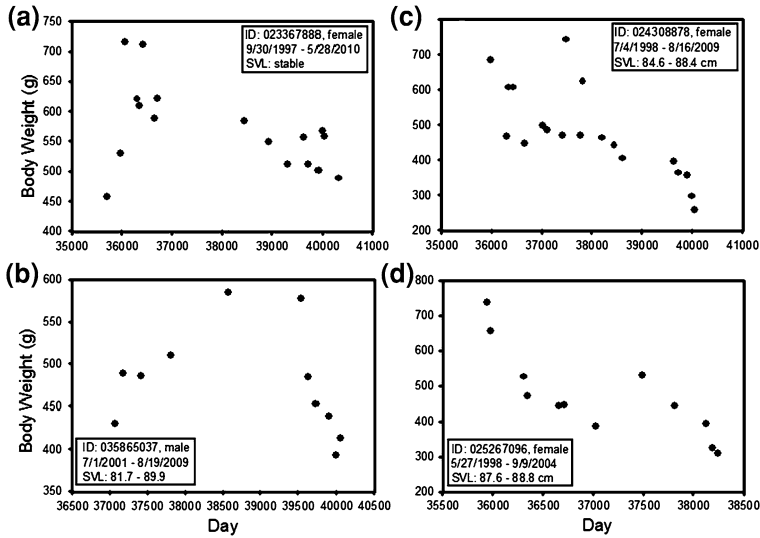 (a)
Body Weight (g)
750
700
650
600
550
500
450
400
35000 36000 37000 38000 39000 40000 41000
ID: 023367888, female
9/30/1997 - 5/28/2010
SVL: stable
(c)
700
600
500
400
300
200
35000 36000 37000 38000 39000 40000 41000
ID: 024308878, female
7/4/1998 - 8/16/2009
SVL: 84.6 - 88.4 cm
(b)
Body Weight (g)
600
550
500
450
400
350
36500 37000 37500 38000 38500 39000 39500 40000 40500
Day
ID: 035865037, male
7/1/2001 - 8/19/2009
SVL: 81.7 - 89.9
(d)
800
700
600
500
400
300
200
35500 36000 36500 37000 37500 38000 38500
Day
ID: 025267096, female
5/27/1998 - 9/9/2004
SVL: 87.6 - 88.8 cm